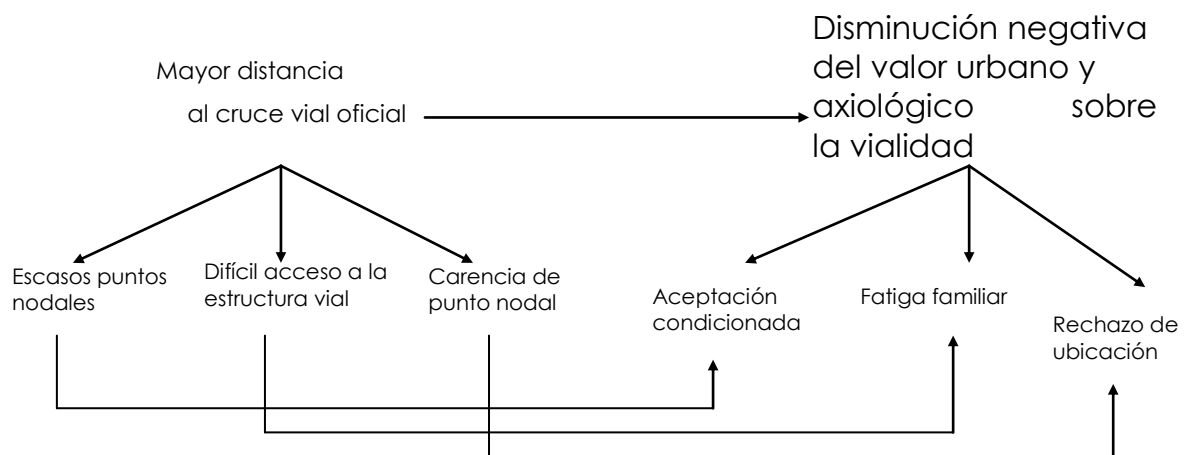 Mayor distancia
al cruce vial oficial
Disminución negativa
del valor urbano y
axiológico sobre
la vialidad
Escasos puntos
nodales
Difícil acceso a la
estructura vial
Carencia de
punto nodal
Aceptación
condicionada
Fatiga familiar
Rechazo de
ubicación